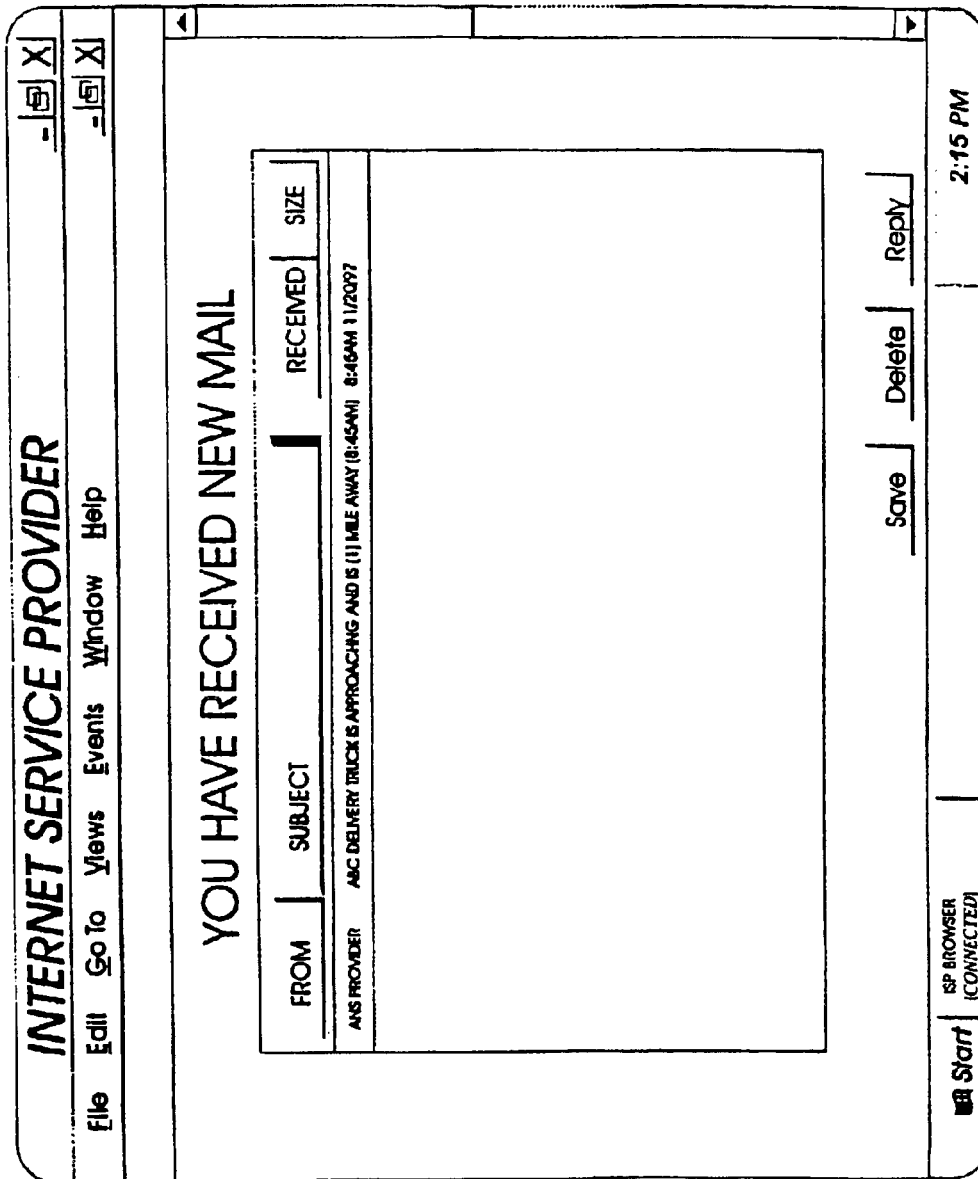 INTERNET SERVICE PROVIDER
File Edit Go To Views Events Window Help
YOU HAVE RECEIVED NEW MAIL
FROM SUBJECT RECEIVED SIZE
ANS PROVIDER ABC DELIVERY TRUCK IS APPROACHING AND IS (1) MILE AWAY (8:45AM) 8:46AM 11/20/97
Save Delete Reply
Start ISP BROWSER 2:15 PM
[CONNECTED]